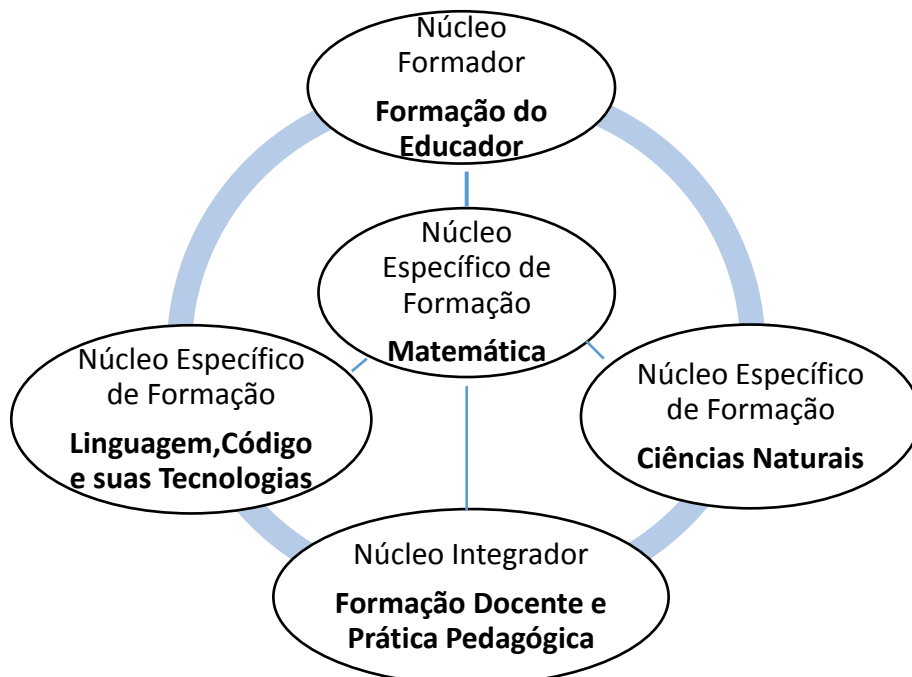 Núcleo
Formador
Formação do
Educador
Núcleo
Específico de
Formação
Matemática
Núcleo Específico
de Formação
Linguagem,Código
e suas Tecnologias
Núcleo Específico
de Formação
Ciências Naturais
Núcleo Integrador
Formação Docente e
Prática Pedagógica